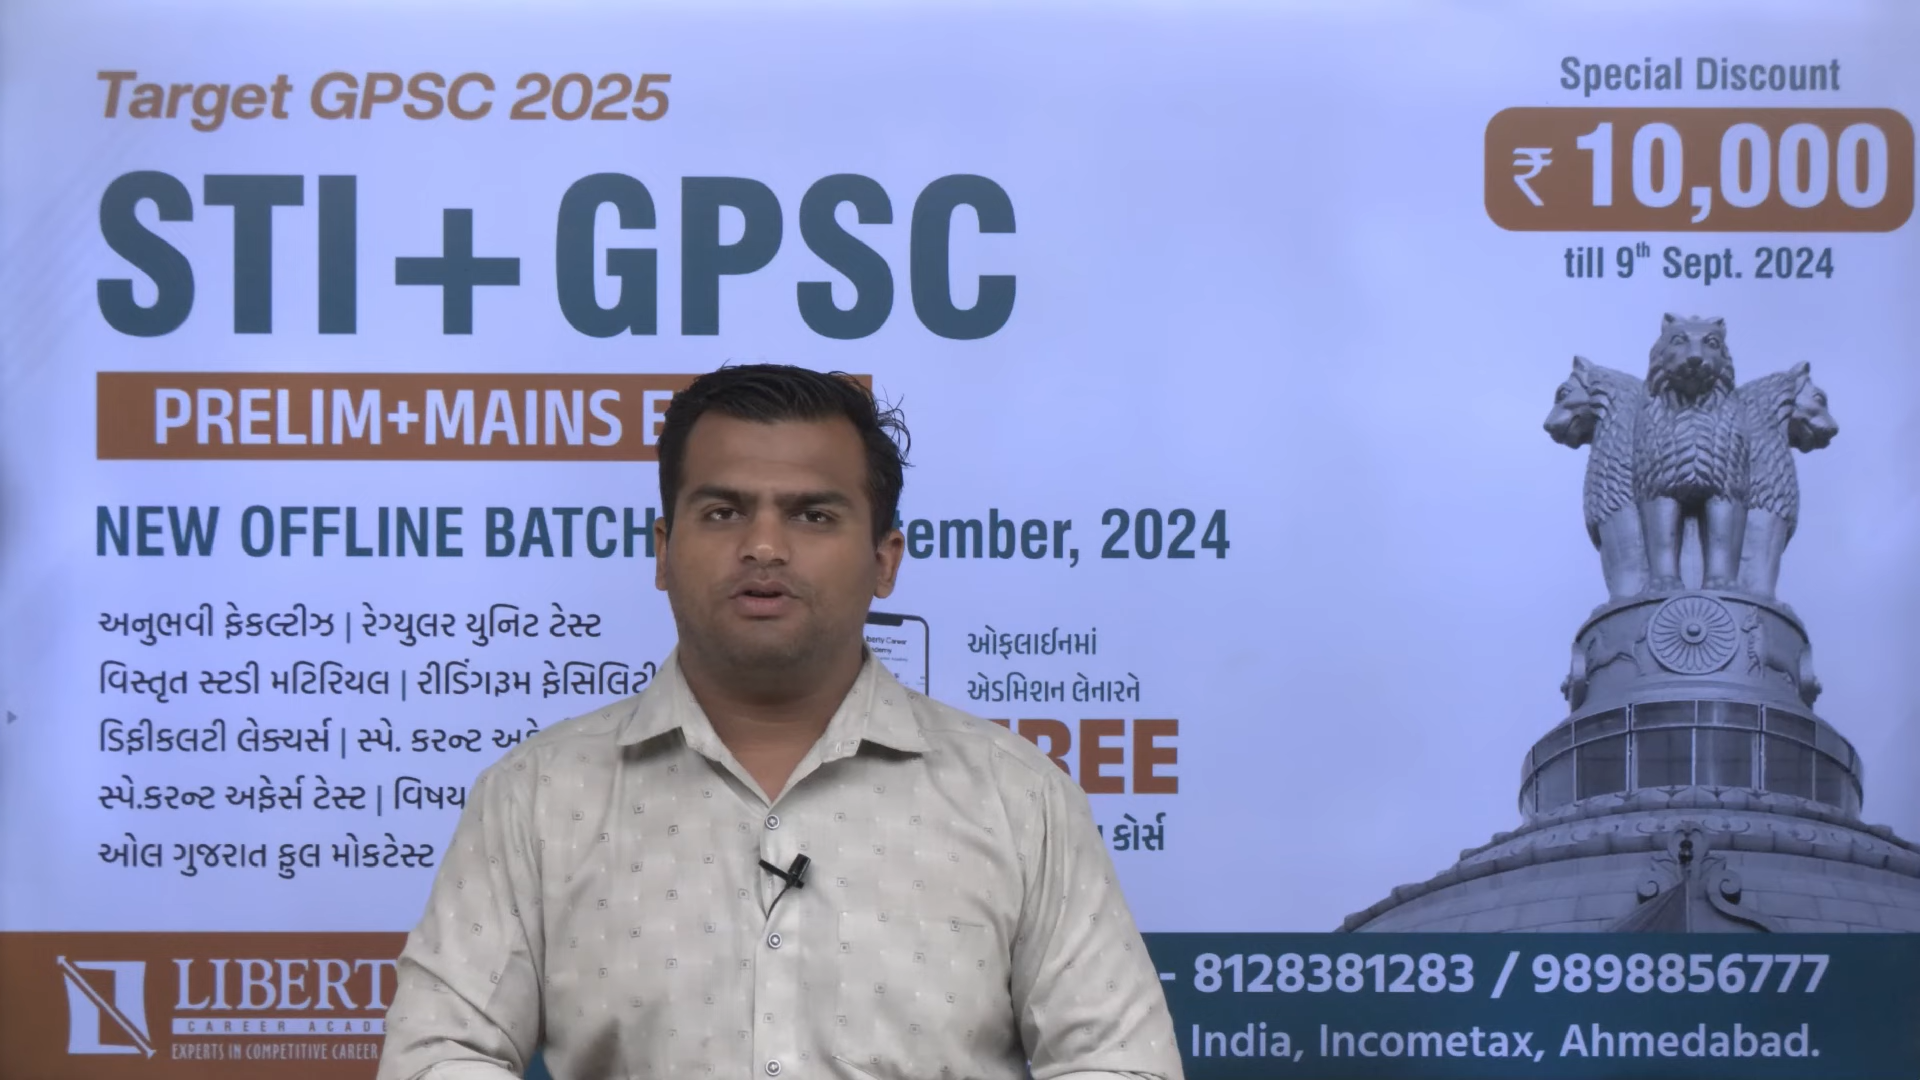 Target GPSC 2025
STI+GPSC
PRELIM+MAINS E
NEW OFFLINE BATCH tember, 2024
અનુભવી ફેકલ્ટીઝ | રેગ્યુલર યુનિટ ટેસ્ટ
વિસ્તૃત સ્ટડી મટિરિયલ | રીડિંગરૂમ ફેસિલિટી
ડિફીકલટી લેક્ચર્સ | સ્પે. કરન્ટ
સ્પે.કરન્ટ અફેર્સ ટેસ્ટ | વિષય
ઓલ ગુજરાત ફુલ મોકટેસ્ટ
ઓફલાઈનમાં
એડમિશન લેનારને
REE
કોર્સ
Special Discount
₹ 10,000
till 9th Sept. 2024
LIBERT
CAREER ACADE
EXPERTS IN COMPETITIVE CAREER
- 8128381283 / 9898856777
India, Incometax, Ahmedabad.